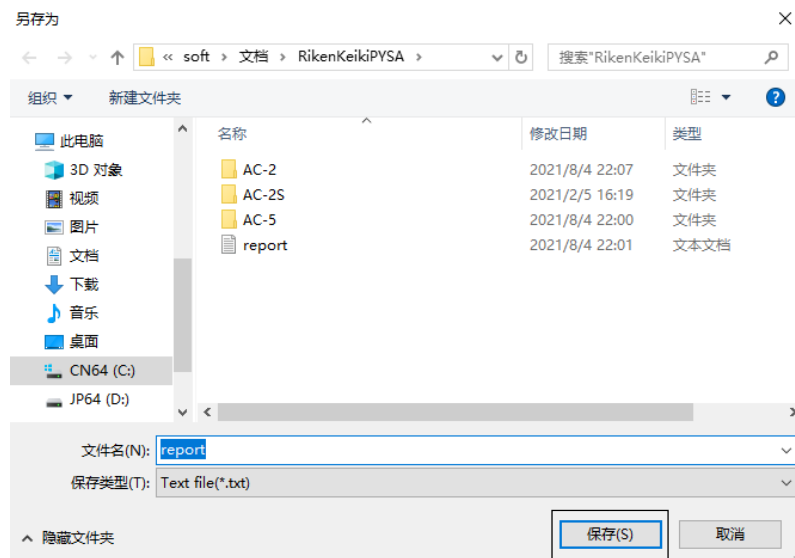 另存为
« soft › 文档 › RikenKeikiPYSA ›
搜索"RikenKeikiPYSA"
组织 新建文件夹
名称 修改日期 类型
此电脑
3D 对象
视频
图片
文档
下载
音乐
桌面
CN64 (C:)
JP64 (D:)
AC-2 2021/8/4 22:07 文件夹
AC-2S 2021/2/5 16:19 文件夹
AC-5 2021/8/4 22:00 文件夹
report 2021/8/4 22:01 文本文档
文件名(N): report
保存类型(T): Text file(*.txt)
隐藏文件夹 保存(S) 取消